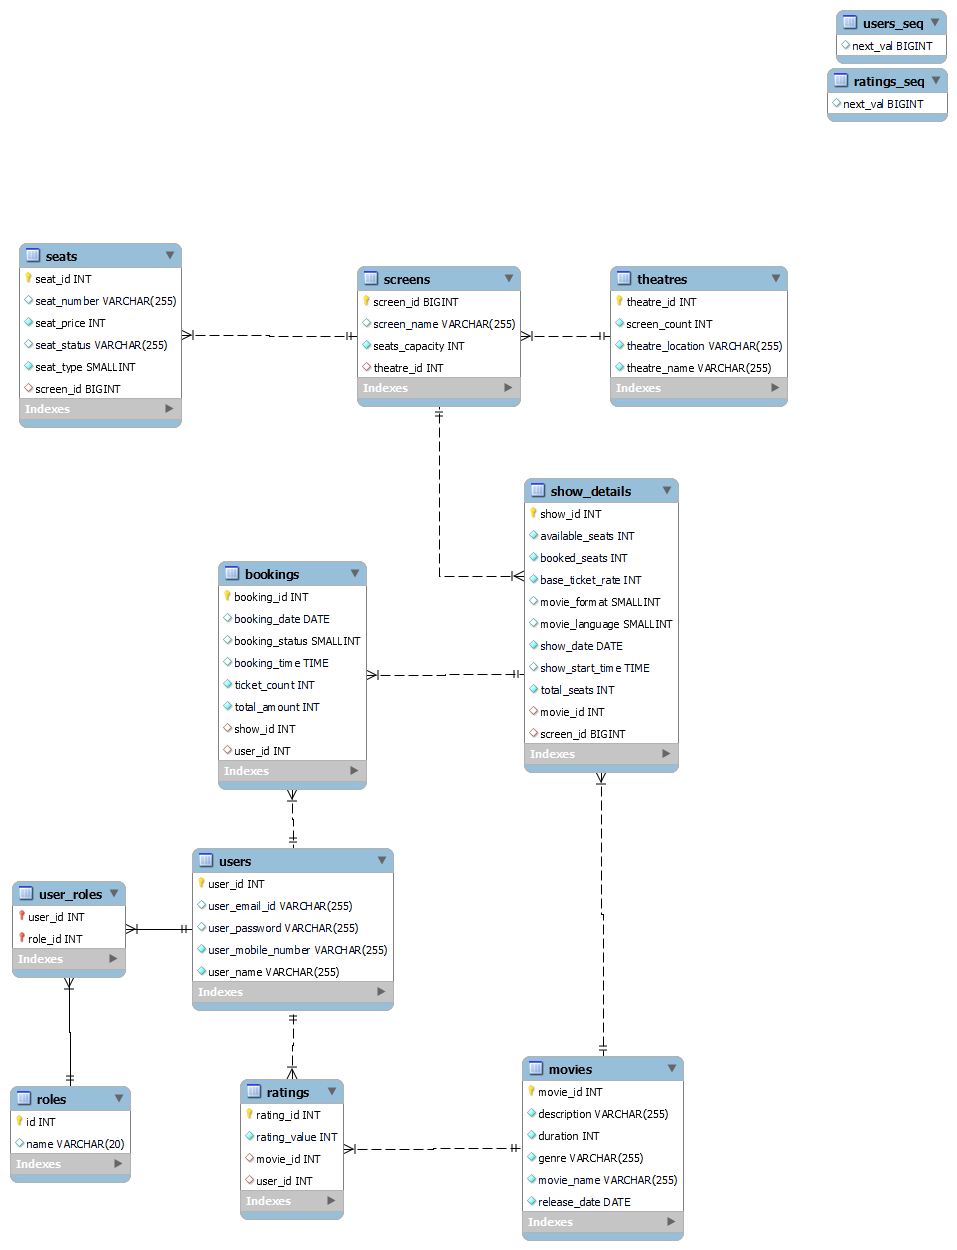 users_seq
next_val BIGINT
ratings_seq
next_val BIGINT
seats
seat_id INT
seat_number VARCHAR(255)
seat_price INT
seat_status VARCHAR(255)
seat_type SMALLINT
screen_id BIGINT
Indexes
screens
screen_id BIGINT
screen_name VARCHAR(255)
seats_capacity INT
theatre_id INT
Indexes
theatres
theatre_id INT
screen_count INT
theatre_location VARCHAR(255)
theatre_name VARCHAR(255)
Indexes
show_details
show_id INT
available_seats INT
booked_seats INT
base_ticket_rate INT
movie_format SMALLINT
movie_language SMALLINT
show_date DATE
show_start_time TIME
total_seats INT
movie_id INT
screen_id BIGINT
Indexes
bookings
booking_id INT
booking_date DATE
booking_status SMALLINT
booking_time TIME
ticket_count INT
total_amount INT
show_id INT
user_id INT
Indexes
users
user_id INT
user_email_id VARCHAR(255)
user_password VARCHAR(255)
user_mobile_number VARCHAR(255)
user_name VARCHAR(255)
Indexes
user_roles
user_id INT
role_id INT
Indexes
roles
id INT
name VARCHAR(20)
Indexes
ratings
rating_id INT
rating_value INT
movie_id INT
user_id INT
Indexes
movies
movie_id INT
description VARCHAR(255)
duration INT
genre VARCHAR(255)
movie_name VARCHAR(255)
release_date DATE
Indexes